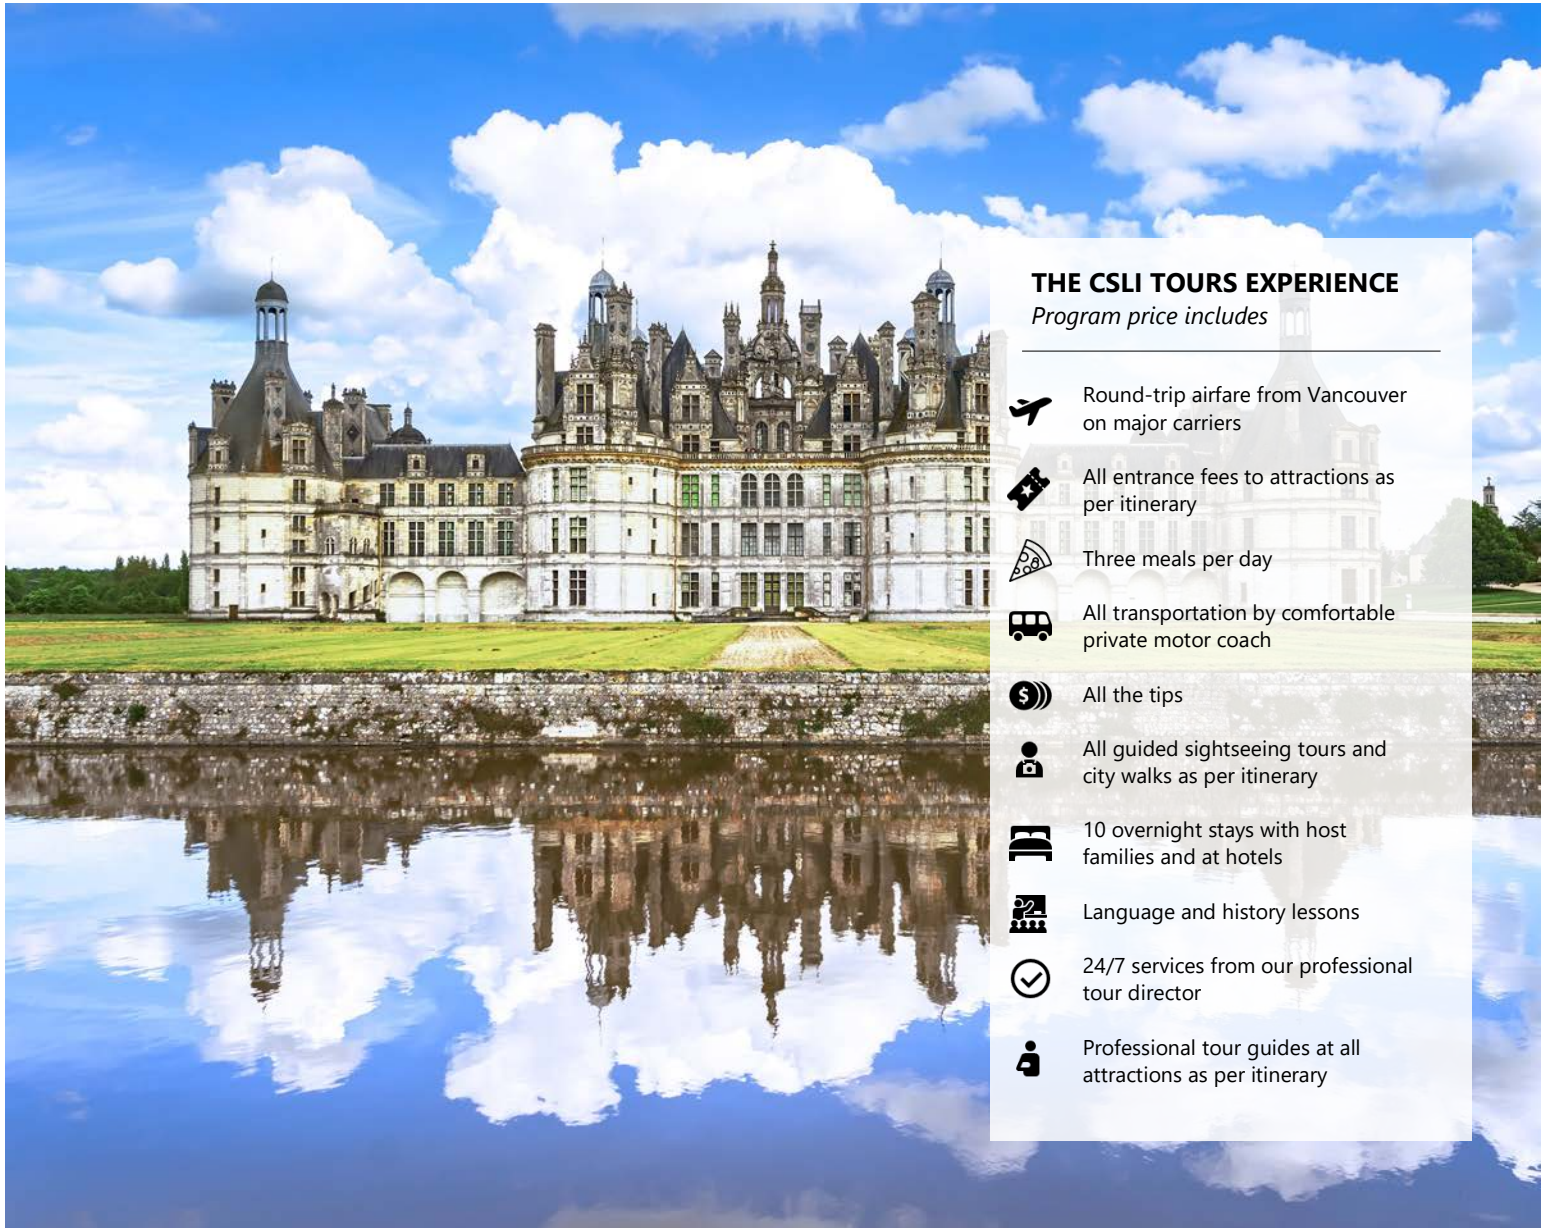 THE CSLI TOURS EXPERIENCE
Program price includes
Round-trip airfare from Vancouver
on major carriers
All entrance fees to attractions as
per itinerary
Three meals per day
All transportation by comfortable
private motor coach
$
All the tips
All guided sightseeing tours and
city walks as per itinerary
10 overnight stays with host
families and at hotels
Language and history lessons
24/7 services from our professional
tour director
Professional tour guides at all
attractions as per itinerary